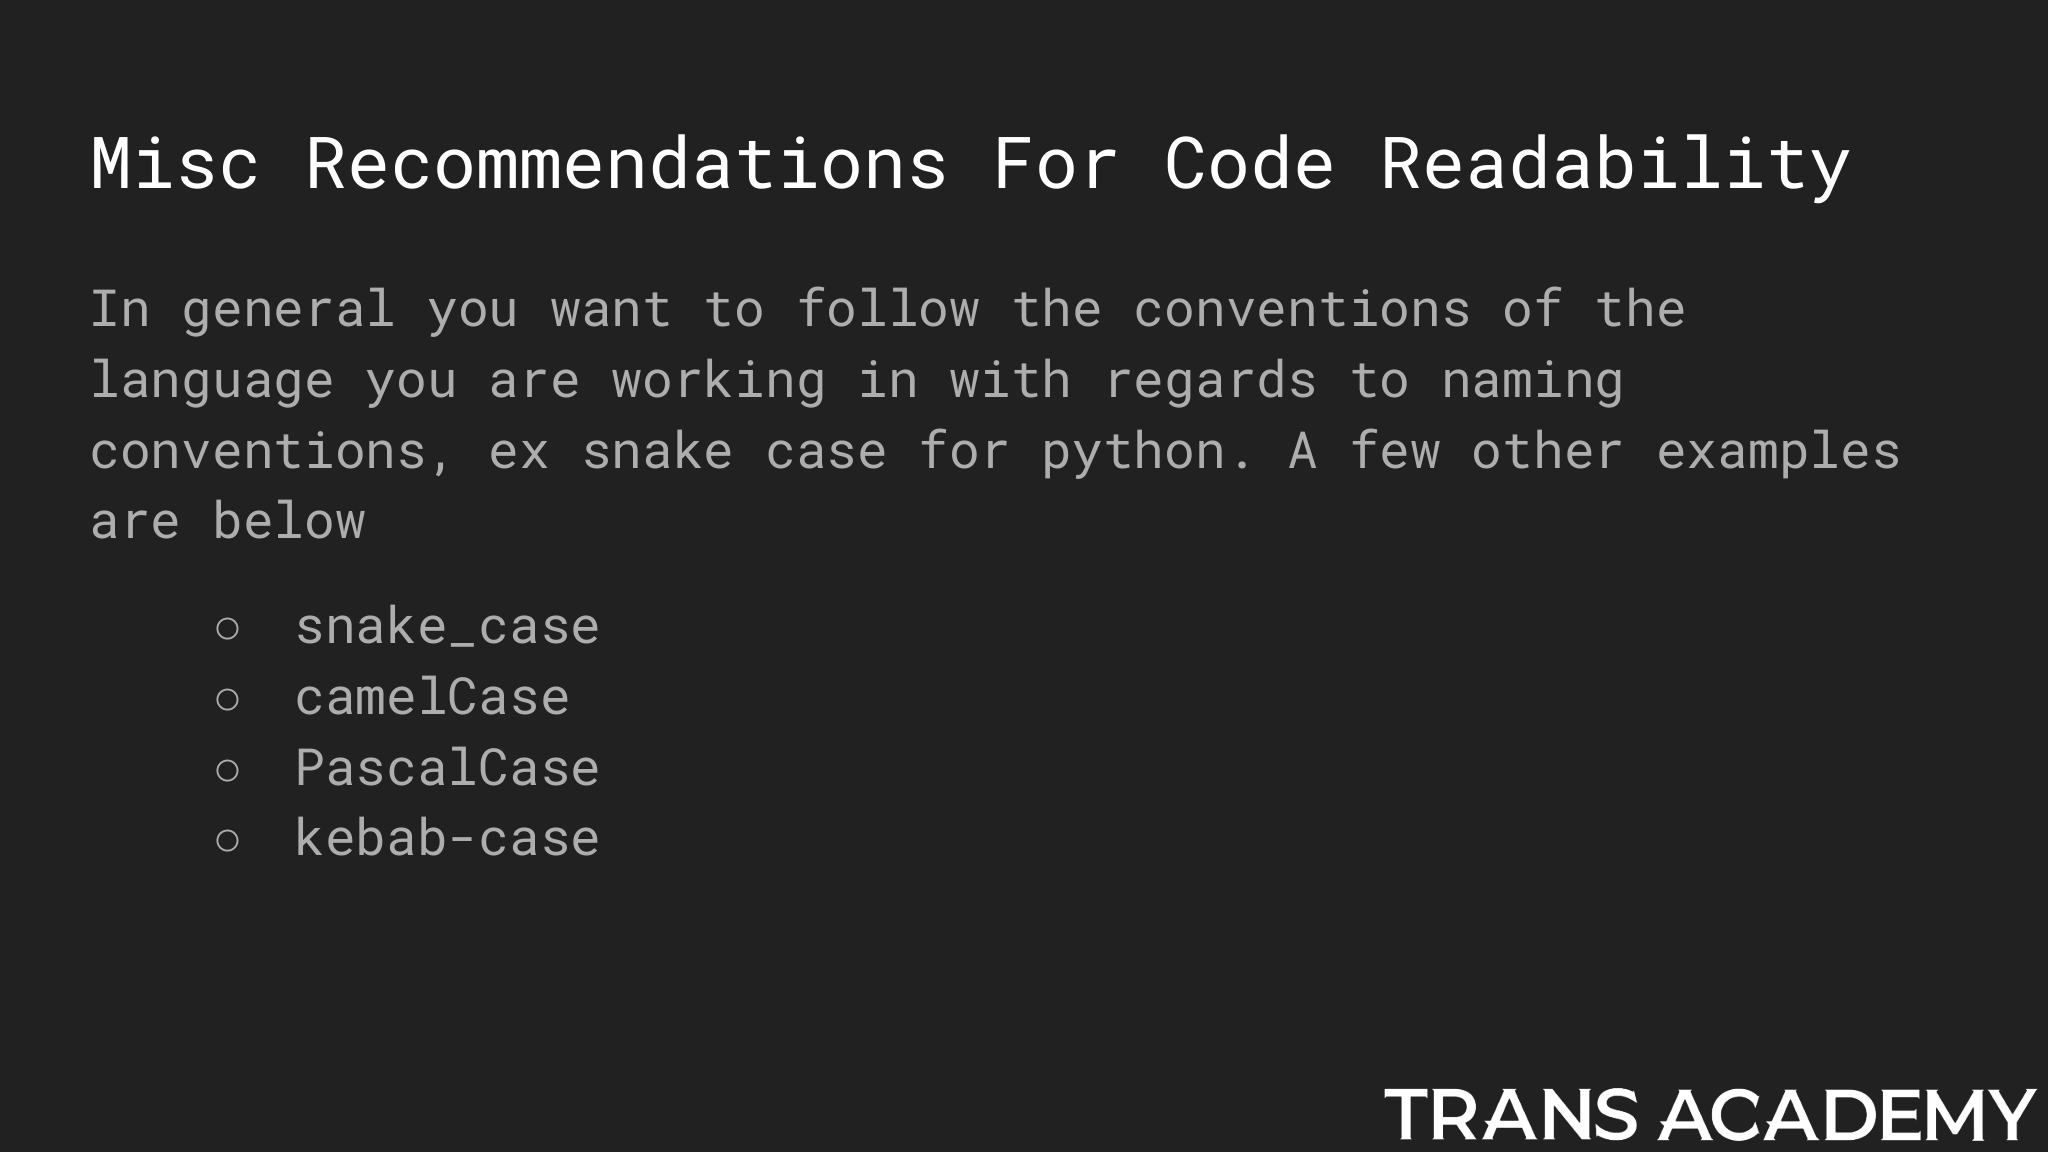 Misc Recommendations For Code Readability
In general you want to follow the conventions of the
language you are working in with regards to naming
conventions, ex snake case for python. A few other examples
are below
○ snake_case
○ camelCase
○ PascalCase
○ kebab-case
TRANS ACADEMY